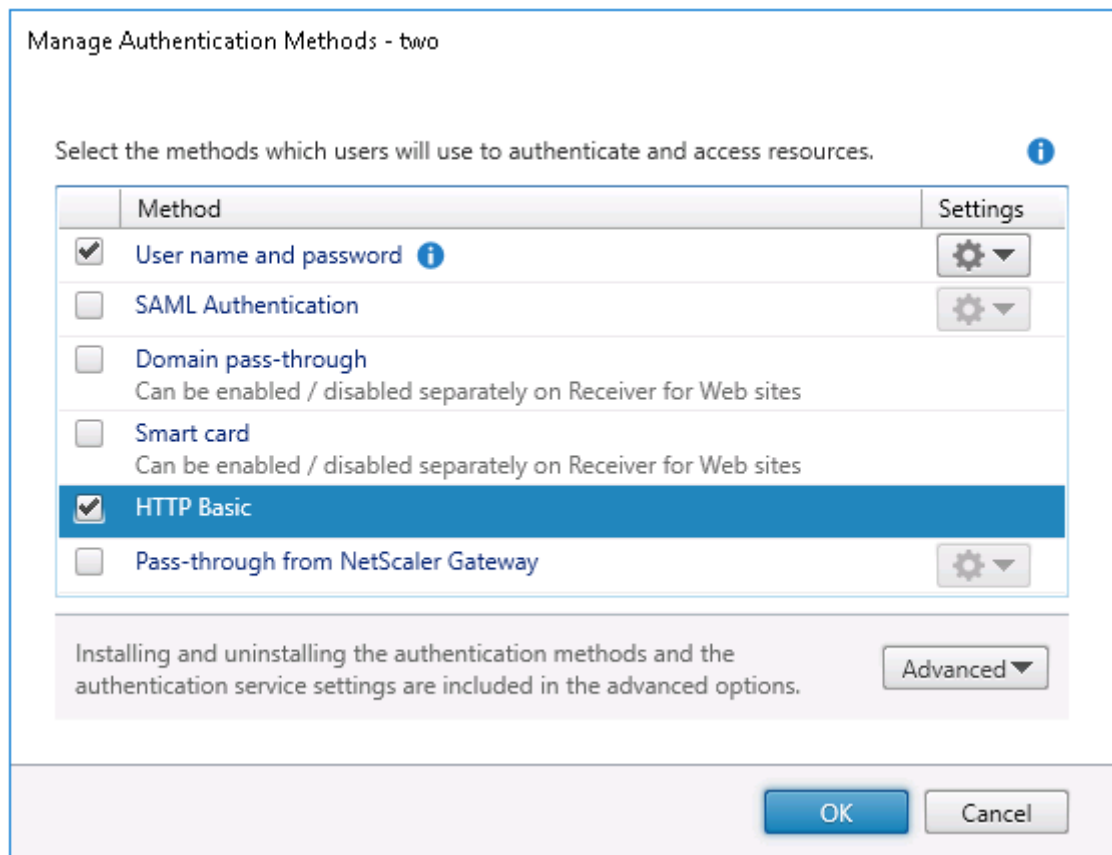 Manage Authentication Methods - two
Select the methods which users will use to authenticate and access resources.
Method Settings
User name and password
SAML Authentication
Domain pass-through
Can be enabled / disabled separately on Receiver for Web sites
Smart card
Can be enabled / disabled separately on Receiver for Web sites
HTTP Basic
Pass-through from NetScaler Gateway
Installing and uninstalling the authentication methods and the
authentication service settings are included in the advanced options.
Advanced
OK Cancel